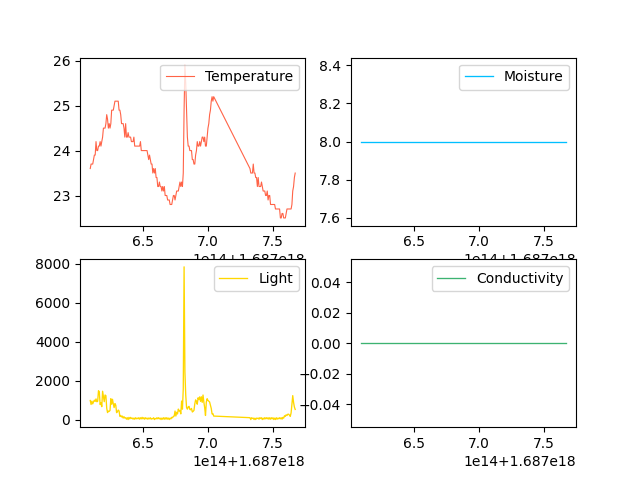 Temperature
26
25
24
23
6.5 7.0 7.5
1e14+1.687e18
Moisture
8.4
8.2
8.0
7.8
7.6
6.5 7.0 7.5
1e14+1.687e18
Light
8000
6000
4000
2000
0
6.5 7.0 7.5
1e14+1.687e18
Conductivity
0.04
0.02
0.00
−0.02
−0.04
6.5 7.0 7.5
1e14+1.687e18